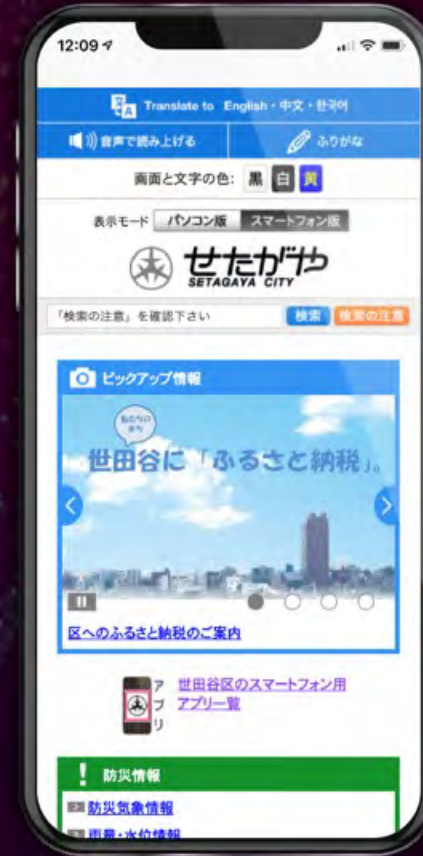 12:09
Translate to English・中文・한국어
音声で読み上げる ふりがな
画面と文字の色: 黒 白 黄
表示モード パソコン版 スマートフォン版
せたがや
SETAGAYA CITY
「検索の注意」を確認下さい 検索 検索の注意
ピックアップ情報
私たちの
まち
世田谷に「ふるさと納税」。
区へのふるさと納税のご案内
アプリ
世田谷区のスマートフォン用
アプリ一覧
防災情報
防災気象情報
雨量・水位情報